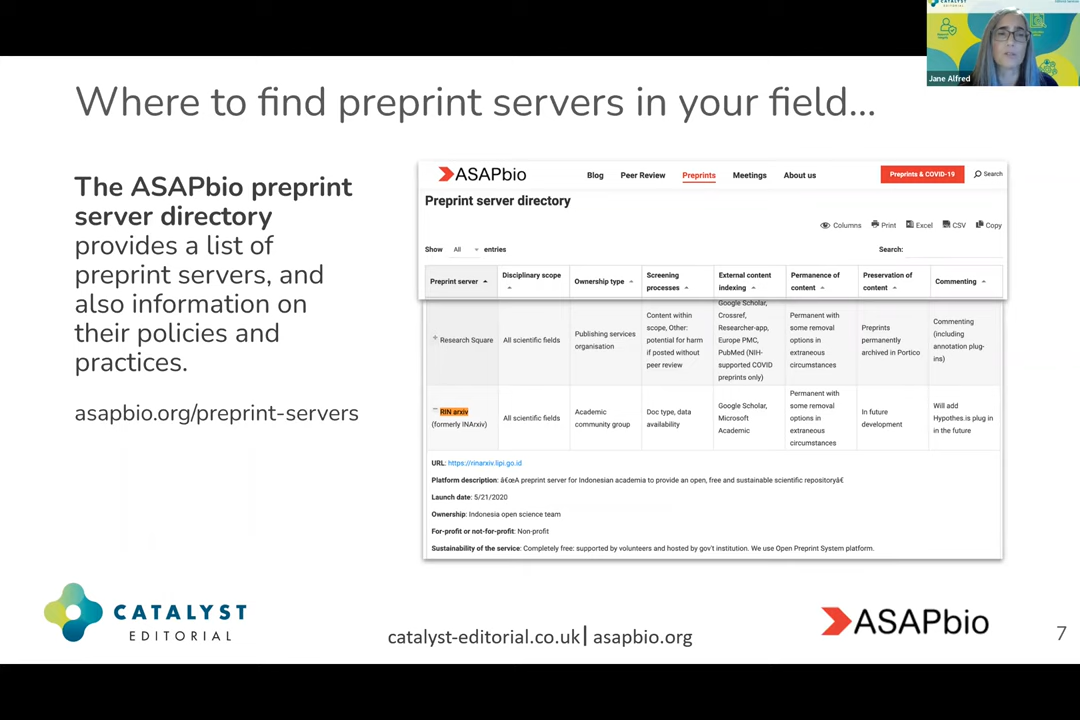 CATALYST
EDITORIAL
Jane Alfred
Where to find preprint servers in your field...
The ASAPbio preprint
server directory
provides a list of
preprint servers, and
also information on
their policies and
practices.
asapbio.org/preprint-servers
ASAPbio
Blog Peer Review Preprints Meetings About us Preprints & COVID-19 Search
Preprint server directory
Columns Print Excel CSV Copy
Show All entries Search:
Preprint server
Disciplinary scope
Ownership type
Screening
processes
External content
indexing
Permanence of
content
Preservation of
content
Commenting
Research Square
All scientific fields
Publishing services
organisation
Content within
scope, Other:
potential for harm
if posted without
peer review
Google Scholar,
Crossref,
Researcher-app,
Europe PMC,
PubMed (NIH-
supported COVID
preprints only)
Permanent with
some removal
options in
extraneous
circumstances
Preprints
permanently
archived in Portico
Commenting
(including
annotation plug-
ins)
RIN arxiv
(formerly INArxiv)
All scientific fields
Academic
community group
Doc type, data
availability
Google Scholar,
Microsoft
Academic
Permanent with
some removal
options in
extraneous
circumstances
In future
development
Will add
Hypothes.is plug in
in the future
URL: https://rinarxiv.lipi.go.id
Platform description: â€œA preprint server for Indonesian academia to provide an open, free and sustainable scientific repositoryâ€
Launch date: 5/21/2020
Ownership: Indonesia open science team
For-profit or not-for-profit: Non-profit
Sustainability of the service: Completely free: supported by volunteers and hosted by gov't institution. We use Open Preprint System platform.
CATALYST
EDITORIAL
catalyst-editorial.co.uk| asapbio.org
ASAPbio
7